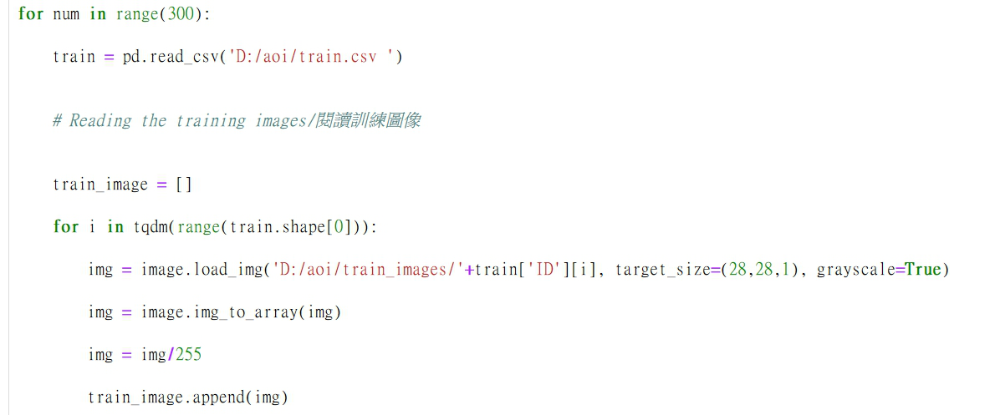 for num in range(300):
    train = pd.read_csv('D:/aoi/train.csv ')
    # Reading the training images/閱讀訓練圖像
    train_image = []
    for i in tqdm(range(train.shape[0])):
        img = image.load_img('D:/aoi/train_images/'+train['ID'][i], target_size=(28,28,1), grayscale=True)
        img = image.img_to_array(img)
        img = img/255
        train_image.append(img)